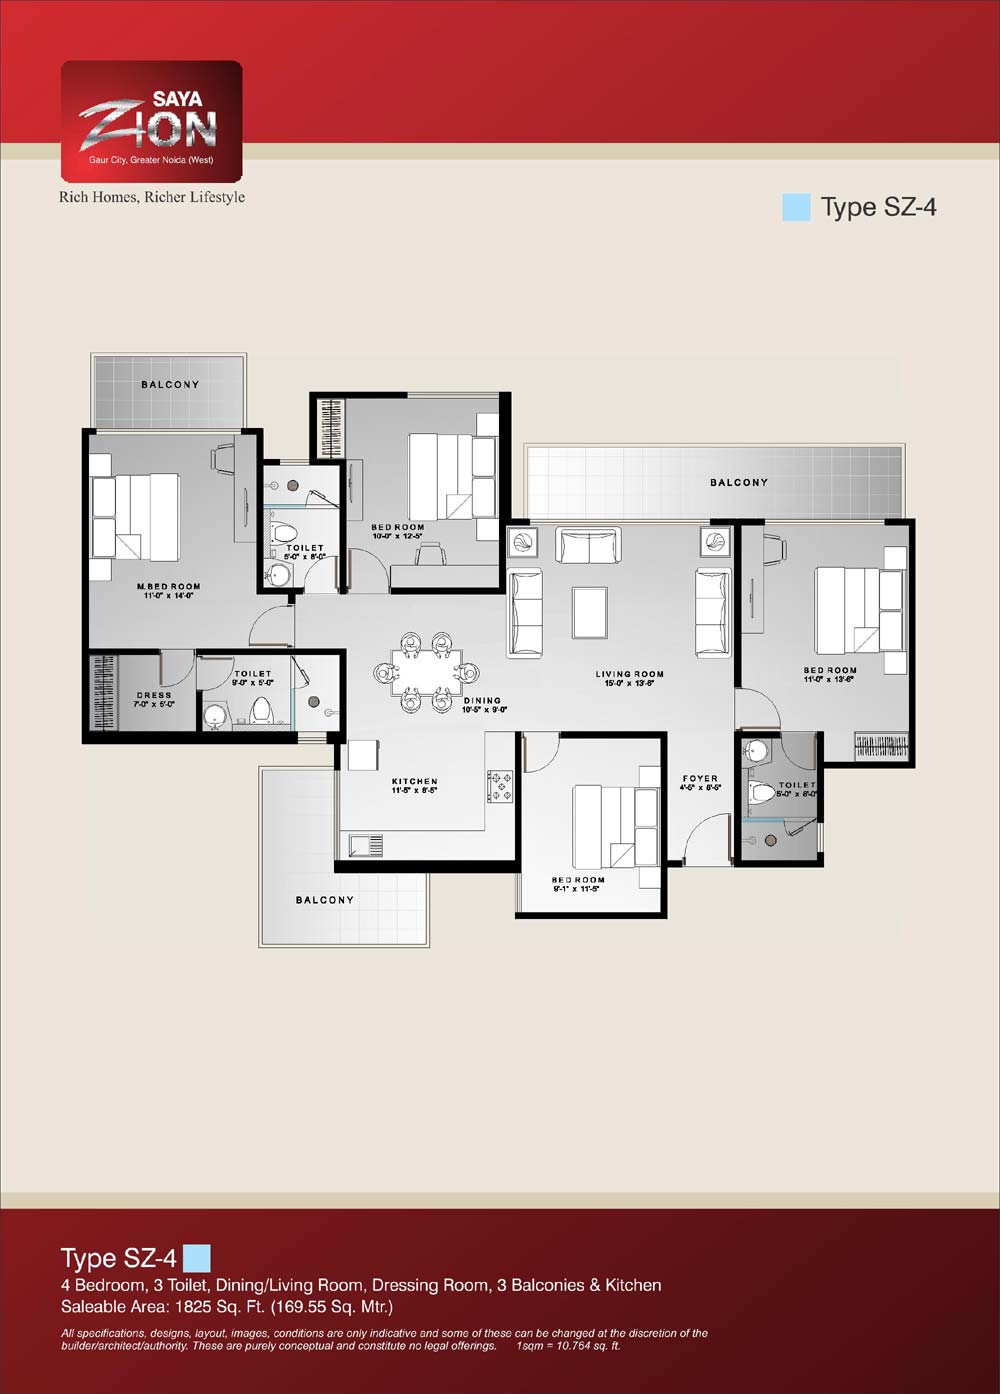 SAYA
ZION
Gaur City, Greater Noida (West)
Rich Homes, Richer Lifestyle
Type SZ-4
BALCONY
BALCONY
BED ROOM
10'-0" x 12'-5"
TOILET
5'-0" x 8'-0"
M.BED ROOM
11'-0" x 14'-0"
LIVING ROOM
15'-0" x 13'-6"
BED ROOM
11'-0" x 13'-6"
DRESS
7'-0" x 5'-0"
TOILET
9'-0" x 5'-0"
DINING
10'-5" x 9'-0"
KITCHEN
11'-5" x 8'-5"
FOYER
4'-5" x 8'-5"
TOILET
5'-0" x 8'-0"
BED ROOM
9'-1" x 11'-5"
BALCONY
Type SZ-4
4 Bedroom, 3 Toilet, Dining/Living Room, Dressing Room, 3 Balconies & Kitchen
Saleable Area: 1825 Sq. Ft. (169.55 Sq. Mtr.)
All specifications, designs, layout, images, conditions are only indicative and some of these can be changed at the discretion of the
builder/architect/authority. These are purely conceptual and constitute no legal offerings. 1sqm = 10.764 sq. ft.